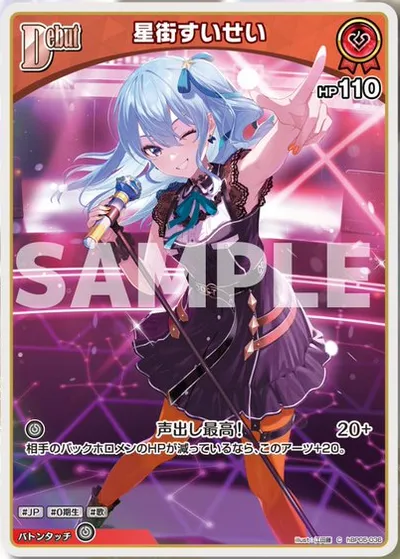 Debut
星街すいせい
HP110
SAMPLE
声出し最高! 20+
相手のバックホロメンのHPが減っているなら、このアーツ+20。
#JP #0期生 #歌
バトンタッチ
C hBP05-036